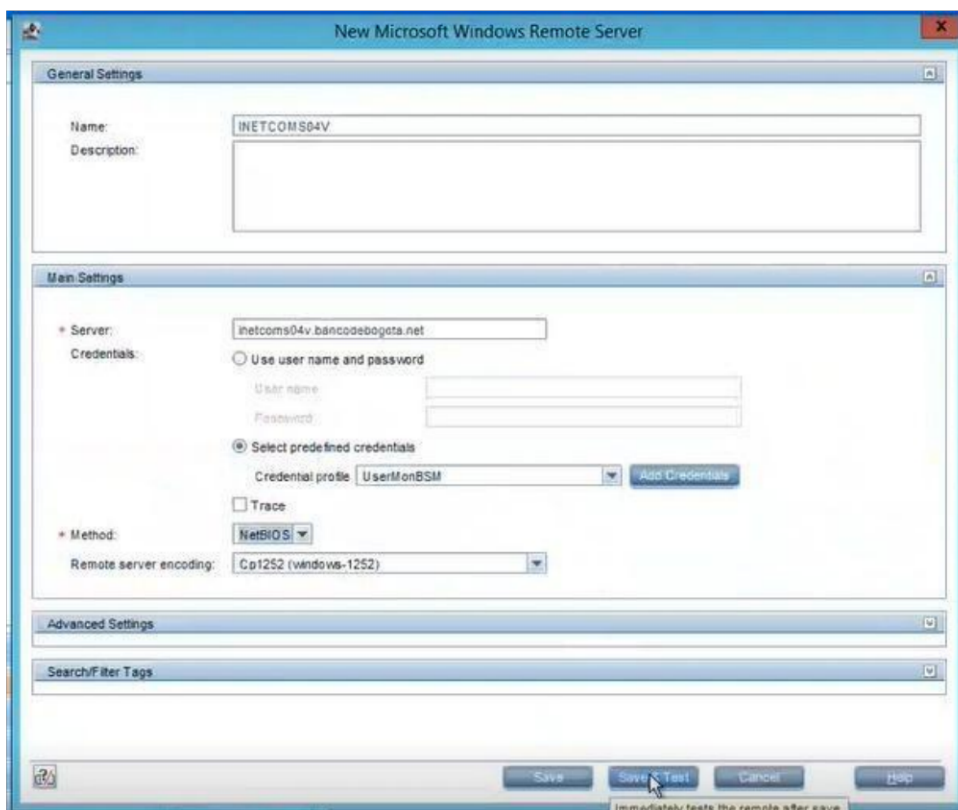 New Microsoft Windows Remote Server
General Settings
Name: INETCOMS04V
Description:
Main Settings
* Server: inetcoms04v.bancodebogota.net
Credentials: Use user name and password
User name
Password
Select predefined credentials
Credential profile UserMonBSM Add Credentials
Trace
* Method: NetBIOS
Remote server encoding: Cp1252 (windows-1252)
Advanced Settings
Search/Filter Tags
Save Save & Test Cancel Help
Immediately tests the remote after save